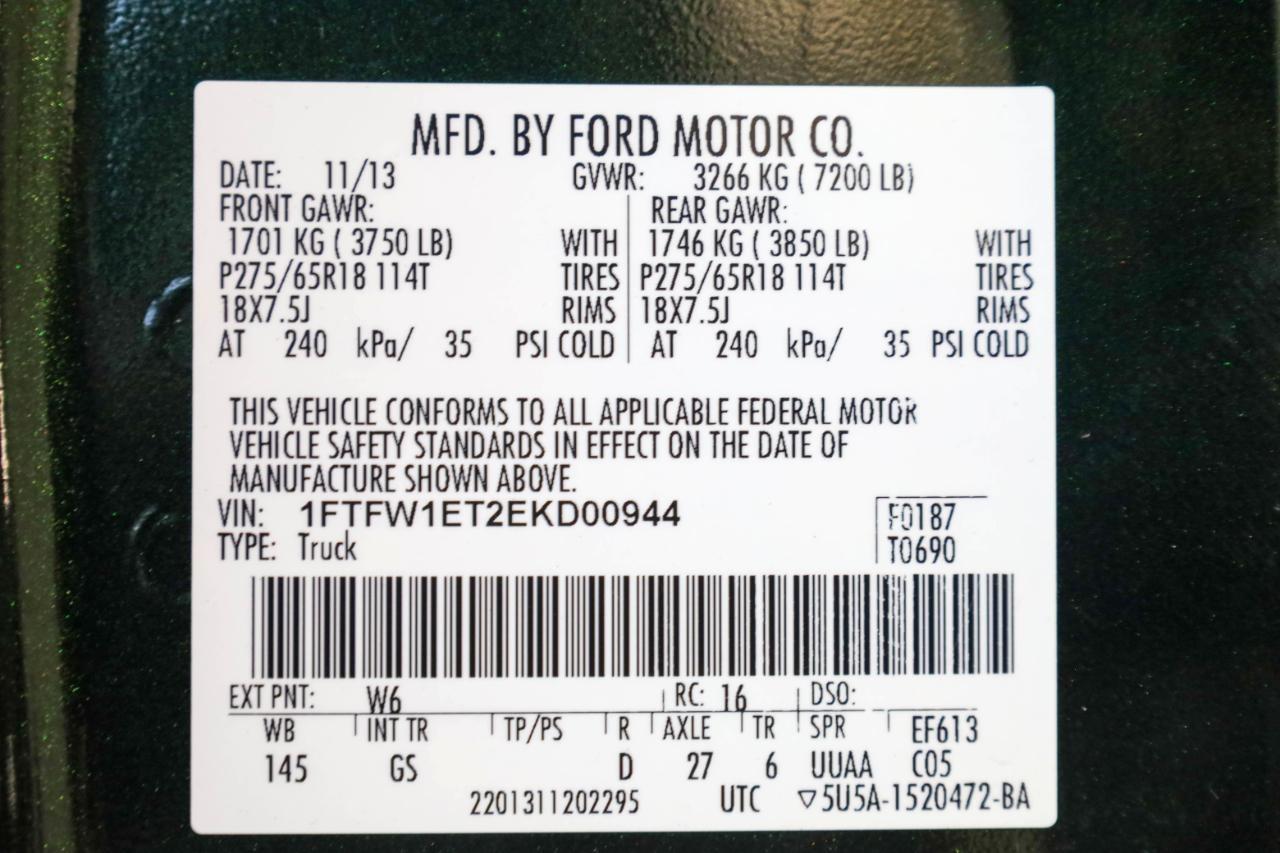 MFD. BY FORD MOTOR CO.
DATE: 11/13 GVWR: 3266 KG ( 7200 LB)
FRONT GAWR: REAR GAWR:
1701 KG ( 3750 LB) WITH 1746 KG ( 3850 LB) WITH
P275/65R18 114T TIRES P275/65R18 114T TIRES
18X7.5J RIMS 18X7.5J RIMS
AT 240 kPa/ 35 PSI COLD AT 240 kPa/ 35 PSI COLD
THIS VEHICLE CONFORMS TO ALL APPLICABLE FEDERAL MOTOR
VEHICLE SAFETY STANDARDS IN EFFECT ON THE DATE OF
MANUFACTURE SHOWN ABOVE.
VIN: 1FTFW1ET2EKD00944 F0187
TYPE: Truck T0690
EXT PNT: W6 RC: 16 DSO:
WB INT TR TP/PS R AXLE TR SPR EF613
145 GS D 27 6 UUAA C05
2201311202295 UTC ▽5U5A-1520472-BA